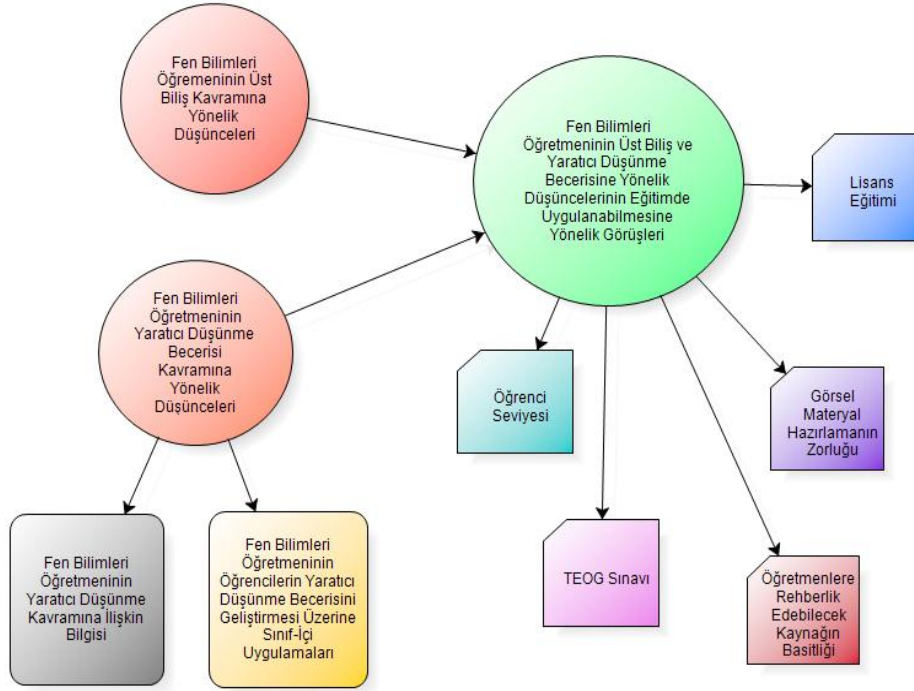 Fen Bilimleri
Öğremeninin Üst
Biliş Kavramına
Yönelik
Düşünceleri
Fen Bilimleri
Öğretmeninin Üst Biliş ve
Yaratıcı Düşünme
Becerisine Yönelik
Düşüncelerinin Eğitimde
Uygulanabilmesine
Yönelik Görüşleri
Lisans
Eğitimi
Fen Bilimleri
Öğretmeninin
Yaratıcı Düşünme
Becerisi
Kavramına
Yönelik
Düşünceleri
Öğrenci
Seviyesi
Görsel
Materyal
Hazırlamanın
Zorluğu
Fen Bilimleri
Öğretmeninin
Yaratıcı Düşünme
Kavramına İlişkin
Bilgisi
Fen Bilimleri
Öğretmeninin
Öğrencilerin Yaratıcı
Düşünme Becerisini
Geliştirmesi Üzerine
Sınıf-İçi
Uygulamaları
TEOG Sınavı
Öğretmenlere
Rehberlik
Edebilecek
Kaynağın
Basitliği